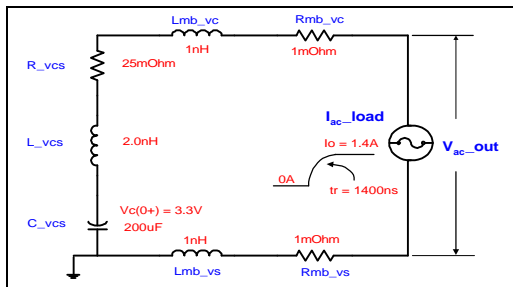 Lmb_vc
Rmb_vc
1nH
1mOhm
R_vcs
25mOhm
L_vcs
2.0nH
Iac_load
Io = 1.4A
Vac_out
0A
tr = 1400ns
C_vcs
Vc(0+) = 3.3V
200uF
1nH
1mOhm
Lmb_vs
Rmb_vs